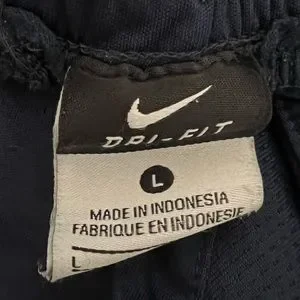 DRI-FIT
L
MADE IN INDONESIA
FABRIQUE EN INDONESIE
L